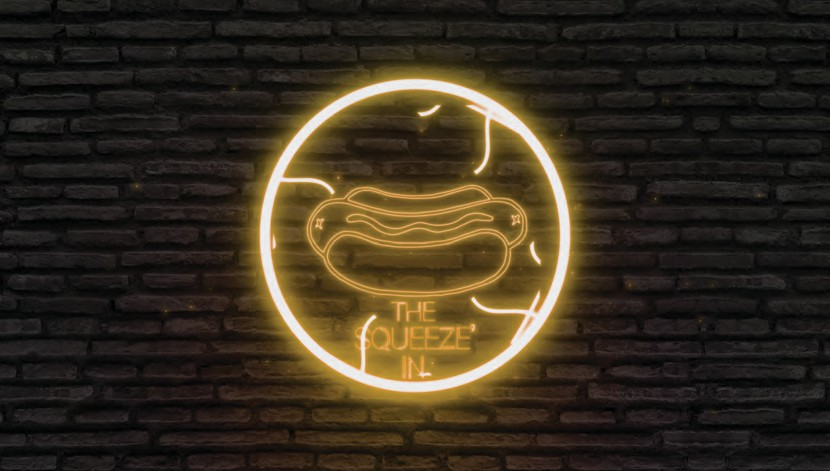 THE
SQUEEZE'
IN.